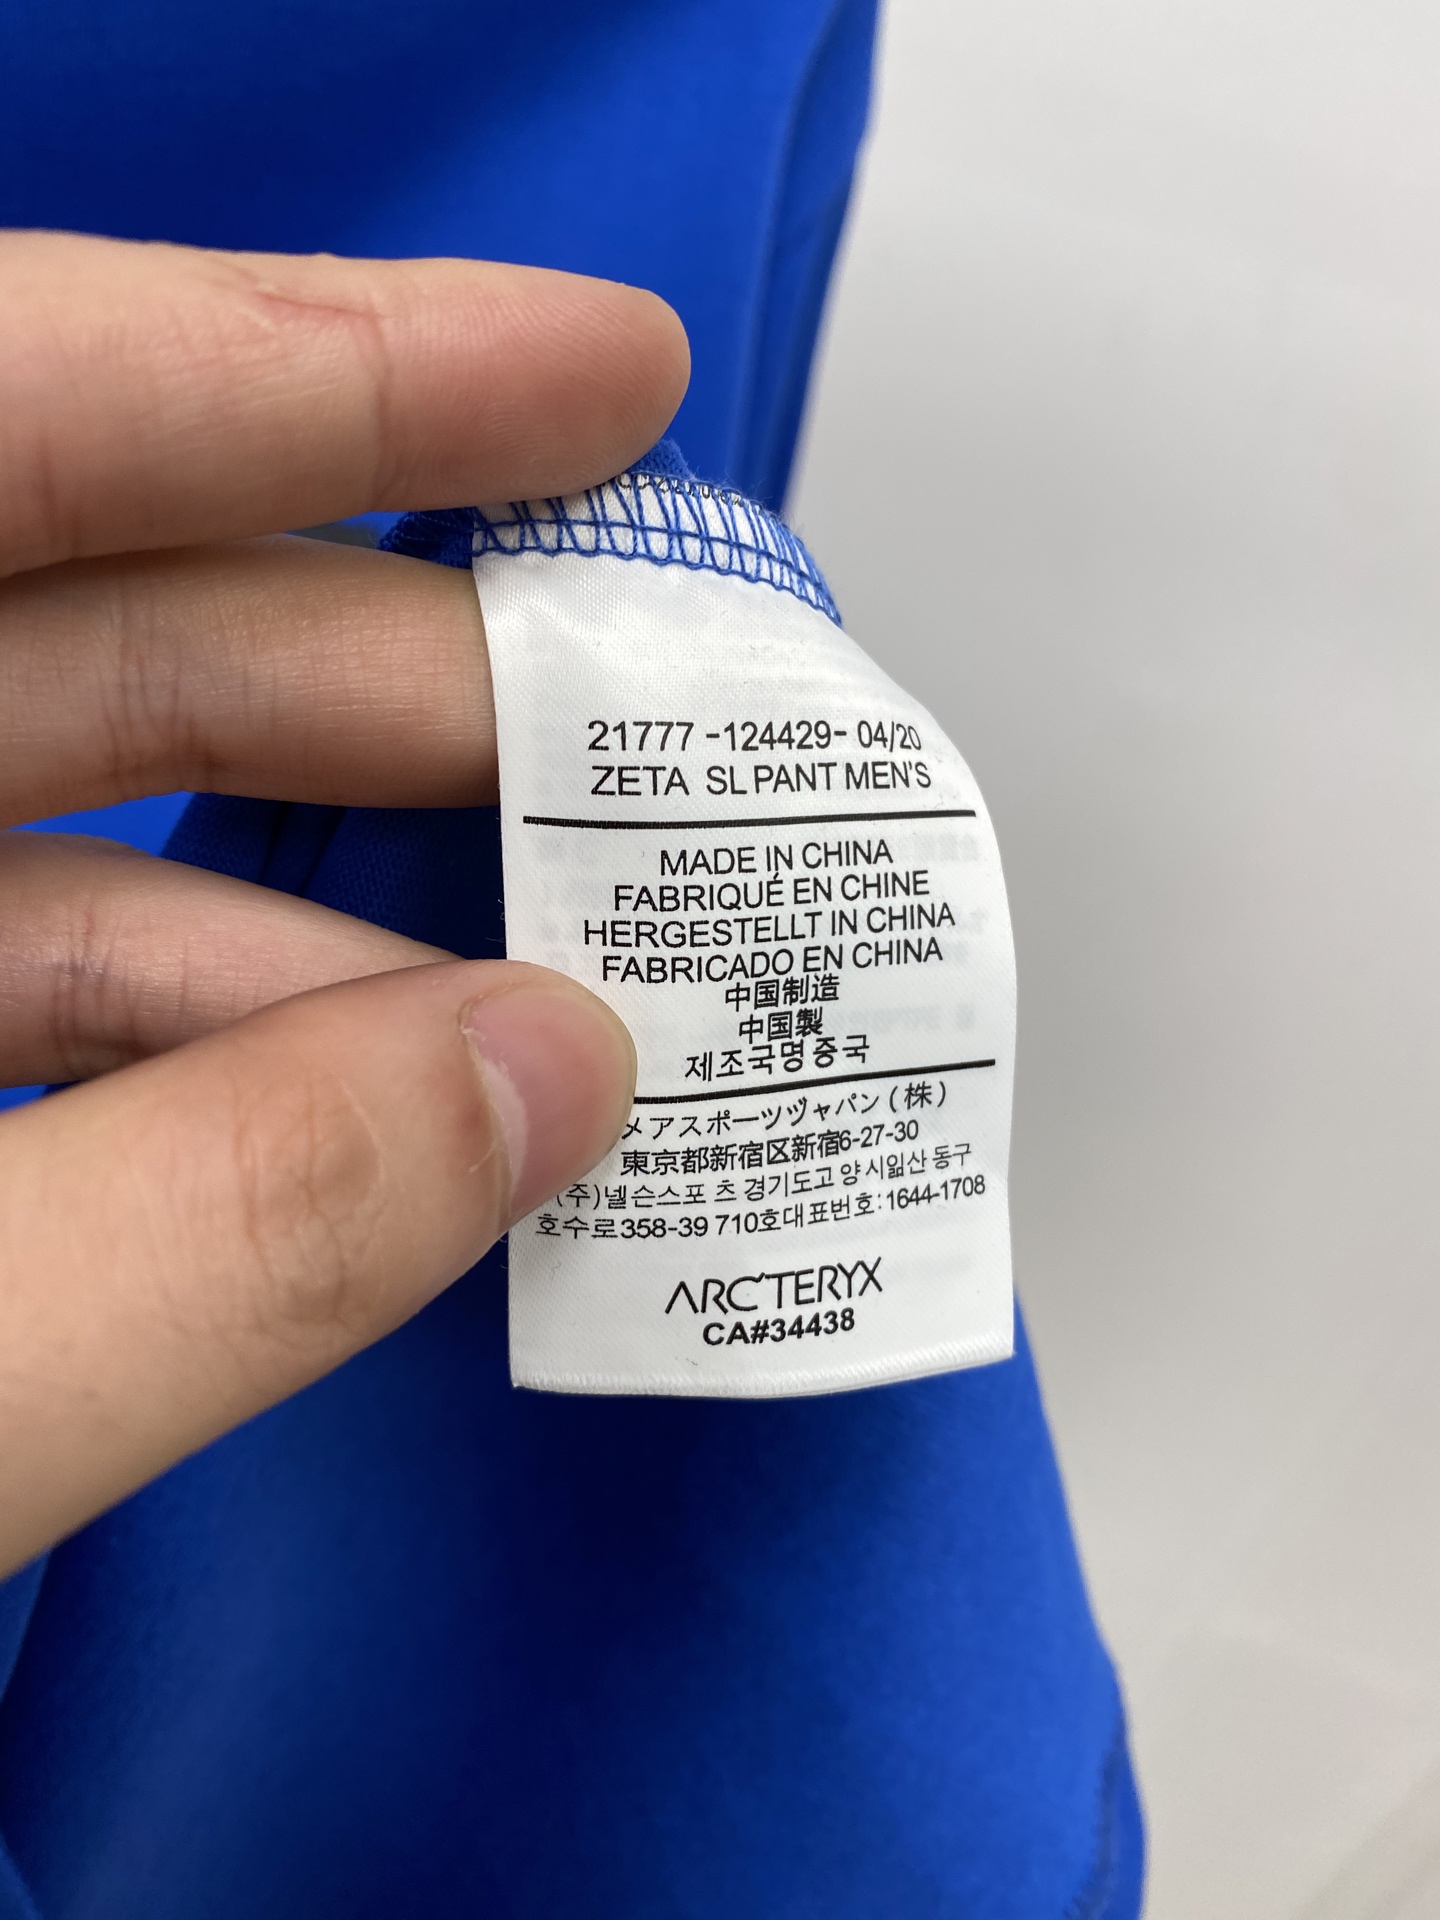 21777 -124429- 04/20
ZETA SL PANT MEN'S
MADE IN CHINA
FABRIQUÉ EN CHINE
HERGESTELLT IN CHINA
FABRICADO EN CHINA
中国制造
中国製
제조국명중국
メアスポーツヅャパン (株)
東京都新宿区新宿6-27-30
(주)넬슨스포 츠 경기도고 양 시일산 동구
호수로358-39 710호대표번호: 1644-1708
ARC'TERYX
CA#34438